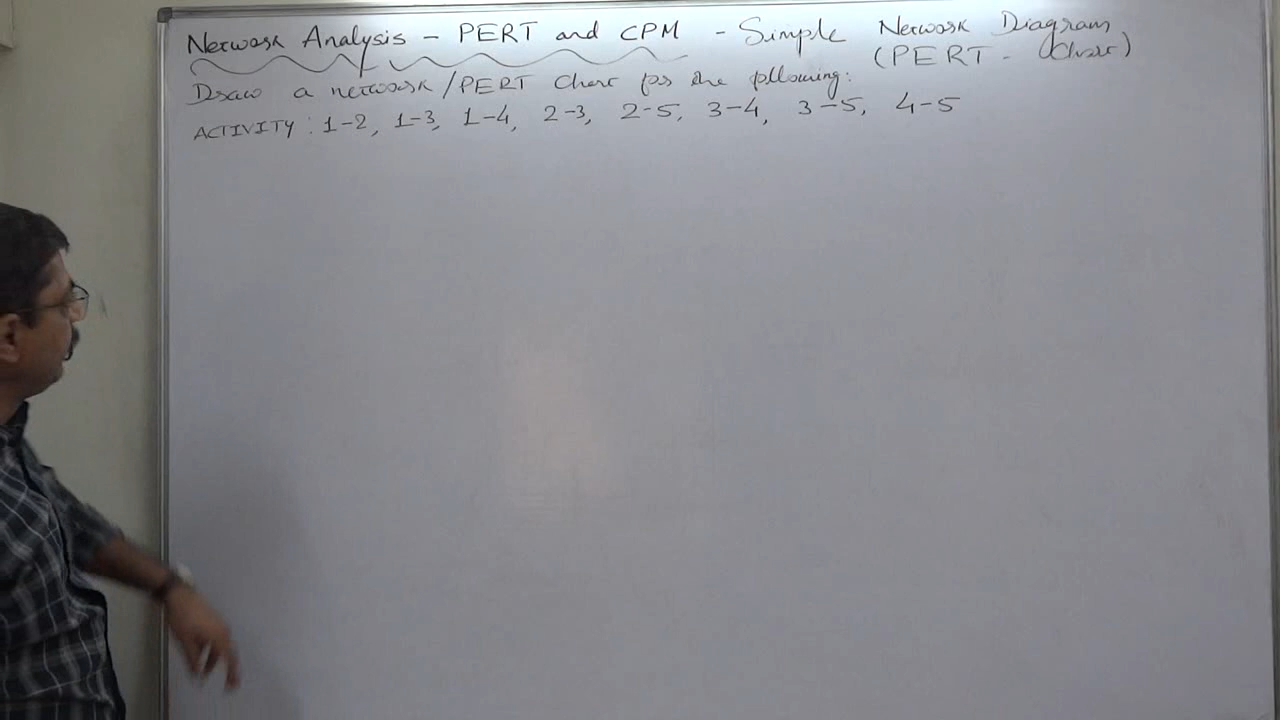 Network Analysis - PERT and CPM - Simple Network Diagram
(PERT - Chart)
Draw a network/PERT Chart for the following:
ACTIVITY: 1-2, 1-3, 1-4, 2-3, 2-5, 3-4, 3-5, 4-5